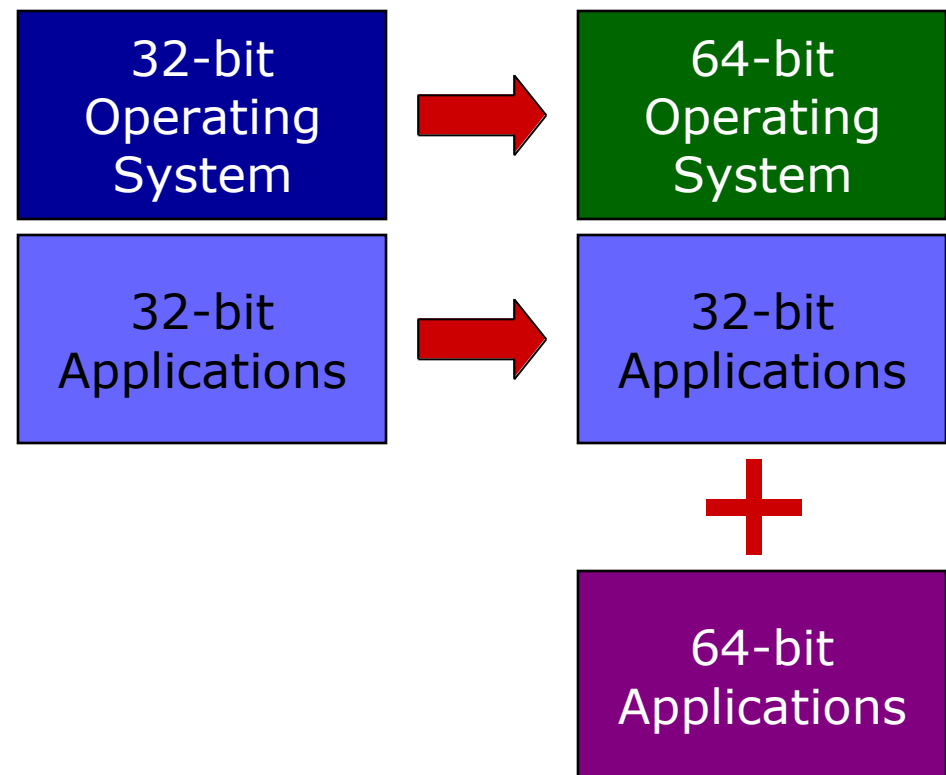 32-bit
Operating
System
64-bit
Operating
System
32-bit
Applications
32-bit
Applications
64-bit
Applications